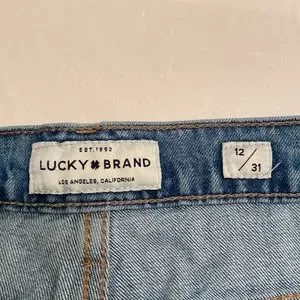 EST. 1990
LUCKY BRAND
LOS ANGELES, CALIFORNIA
12 / 31